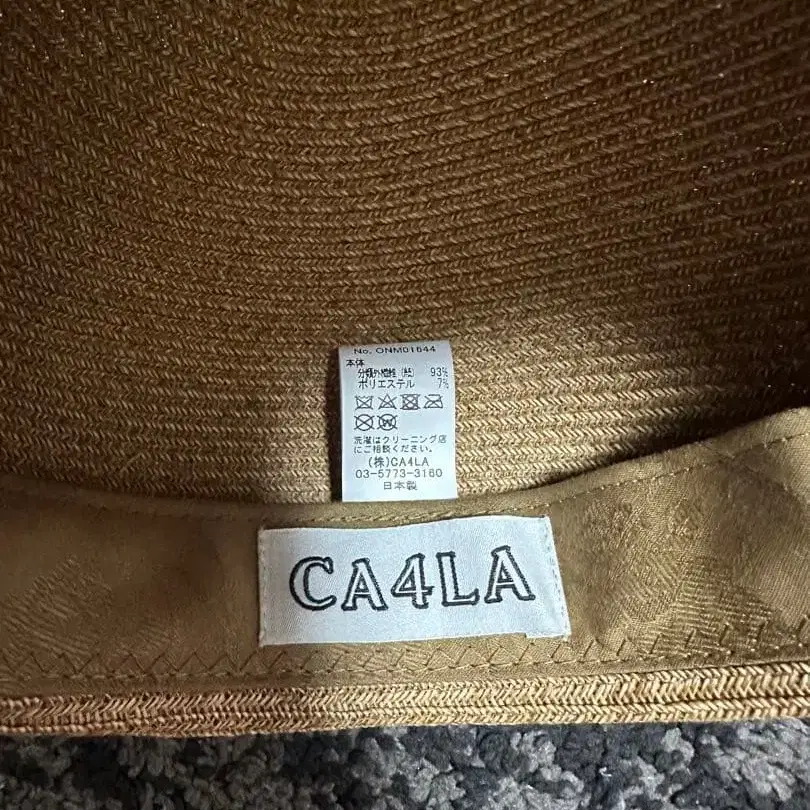 No. ONM01644
本体
分類外繊維(紙) 93%
ポリエステル 7%
洗濯はクリーニング店
にご相談ください。
(株)CA4LA
03-5773-3160
日本製
CA4LA